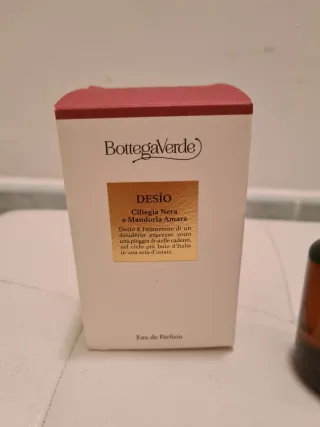 BottegaVerde
DESÌO
Ciliegia Nera
e Mandorla Amara
Desìo è l'emozione di un
desiderio espresso sotto
una pioggia di stelle cadenti,
nel cielo più buio d'Italia
in una sera d'estate.
Eau de Parfum